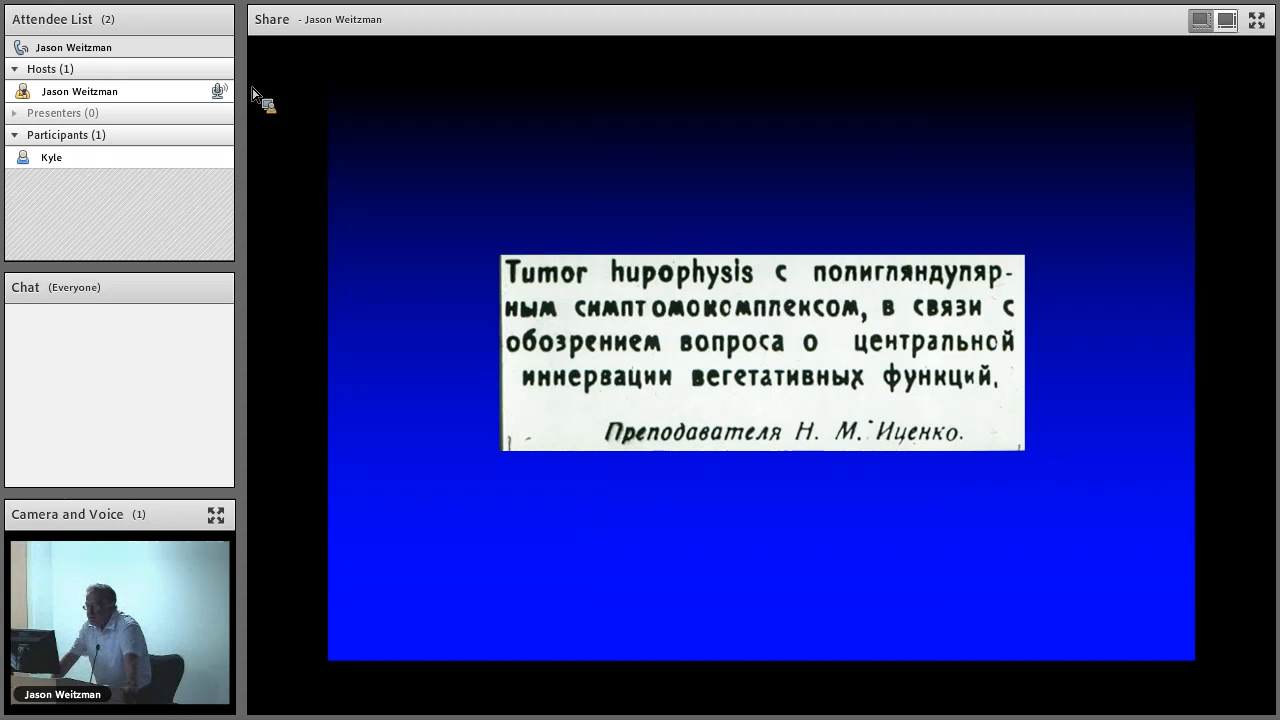 Attendee List (2)
Jason Weitzman
Hosts (1)
Jason Weitzman
Presenters (0)
Participants (1)
Kyle
Chat (Everyone)
Camera and Voice (1)
Jason Weitzman
Share - Jason Weitzman
Tumor hupophysis с полигляндуляр-
ным симптомокомплексом, в связи с
обозрением вопроса о центральной
иннервации вегетативных функций.
Преподавателя Н. М. Иценко.